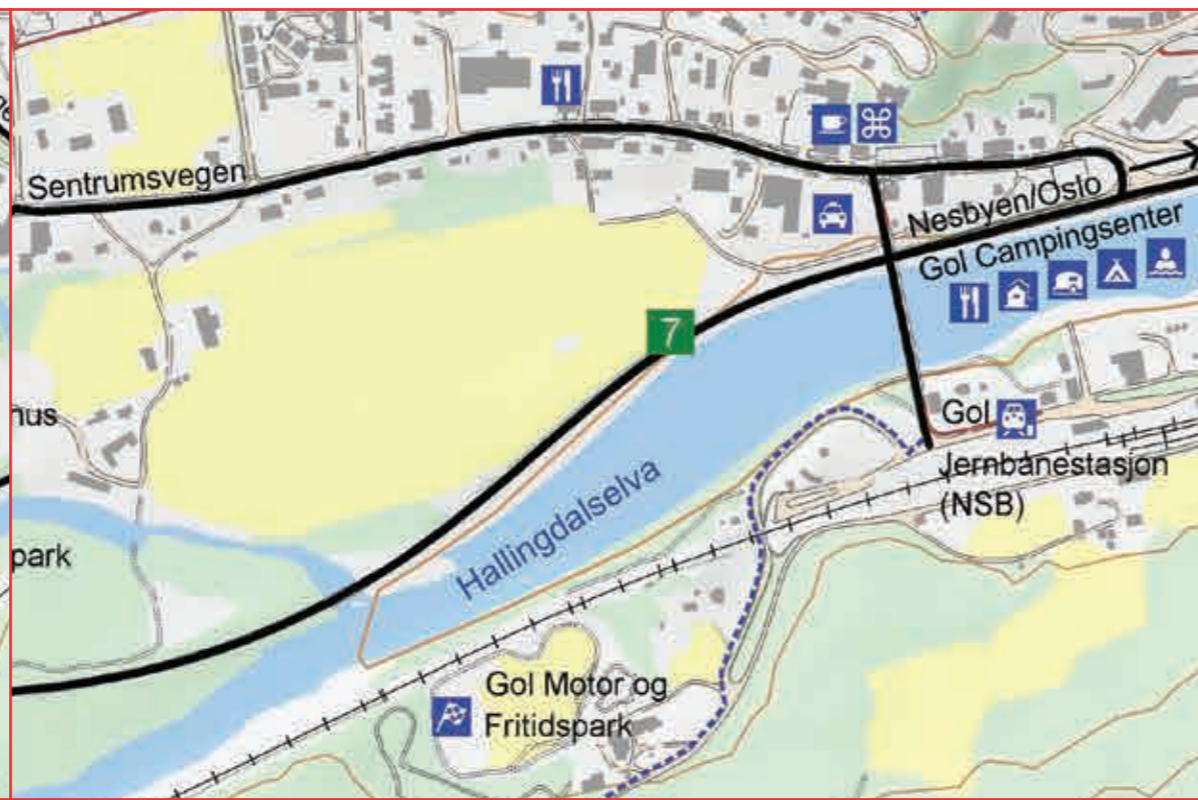 Sentrumsvegen
Nesbyen/Oslo
Gol Campingsenter
7
hus
Gol
Jernbanestasjon
(NSB)
Hallingdalselva
park
Gol Motor og
Fritidspark